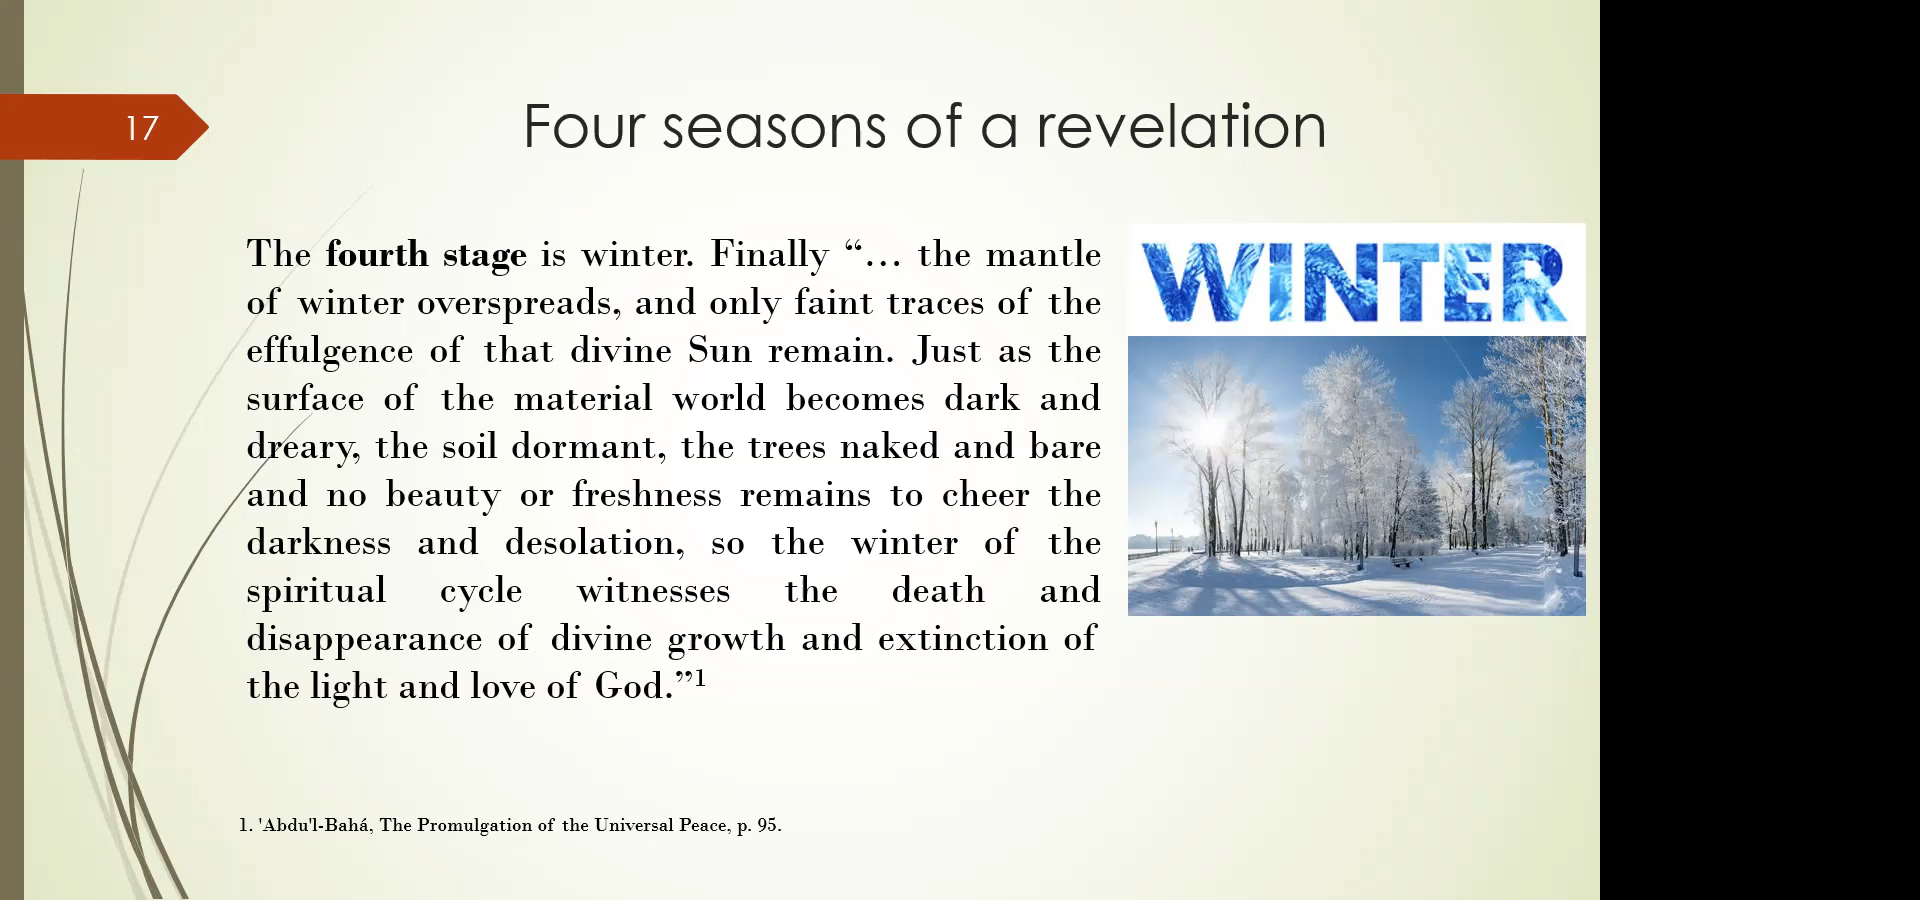 17
Four seasons of a revelation
The fourth stage is winter. Finally “… the mantle
of winter overspreads, and only faint traces of the
effulgence of that divine Sun remain. Just as the
surface of the material world becomes dark and
dreary, the soil dormant, the trees naked and bare
and no beauty or freshness remains to cheer the
darkness and desolation, so the winter of the
spiritual cycle witnesses the death and
disappearance of divine growth and extinction of
the light and love of God.”1
WINTER
1. 'Abdu'l-Bahá, The Promulgation of the Universal Peace, p. 95.